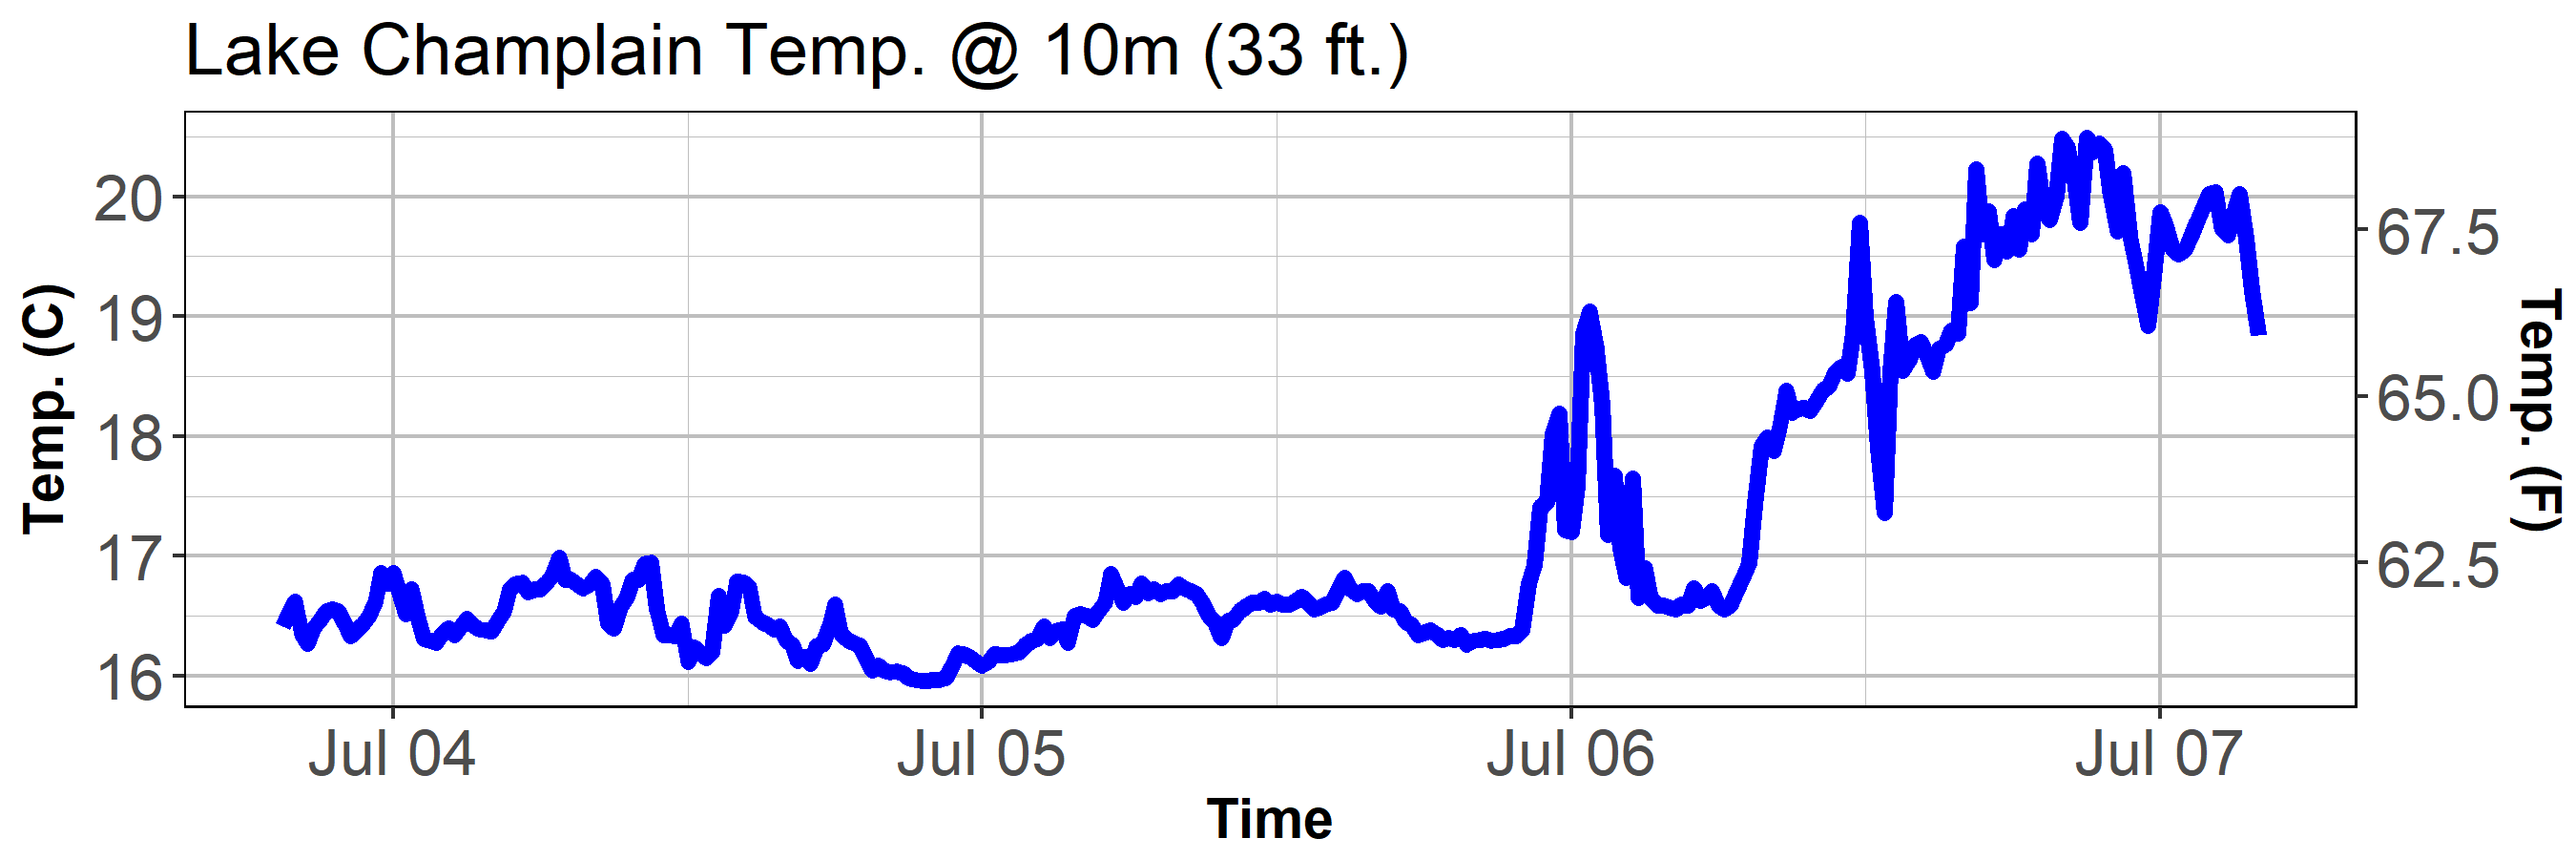 Lake Champlain Temp. @ 10m (33 ft.)
Temp. (C)
20
19
18
17
16
67.5
65.0
62.5
Temp. (F)
Jul 04 Jul 05 Jul 06 Jul 07
Time